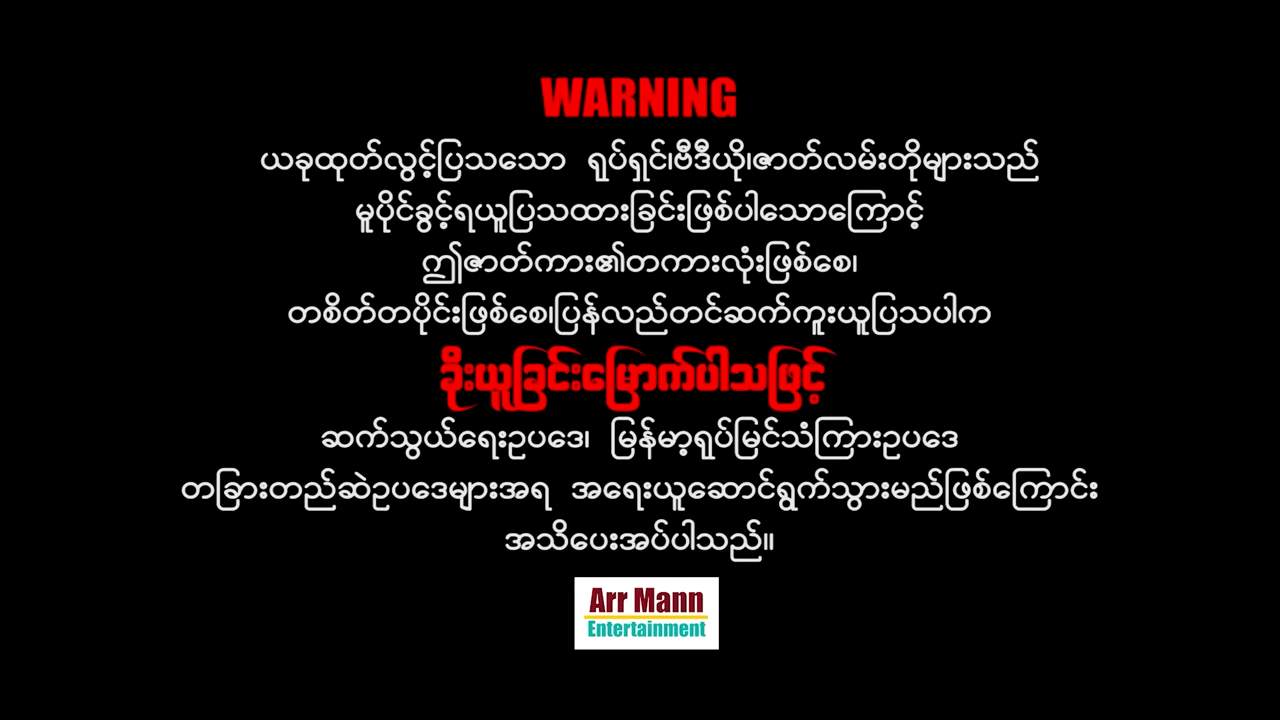 WARNING
ယခုထုတ်လွှင့်ပြသသော ရုပ်ရှင်၊ဗီဒီယို၊ဇာတ်လမ်းတိုများသည်
မူပိုင်ခွင့်ရယူပြသထားခြင်းဖြစ်ပါသောကြောင့်
ဤဇာတ်ကား၏တကားလုံးဖြစ်စေ၊
တစိတ်တပိုင်းဖြစ်စေ၊ပြန်လည်တင်ဆက်ကူးယူပြသပါက
ခိုးယူခြင်းမြောက်ပါသဖြင့်
ဆက်သွယ်ရေးဥပဒေ၊ မြန်မာ့ရုပ်မြင်သံကြားဥပဒေ
တခြားတည်ဆဲဥပဒေများအရ အရေးယူဆောင်ရွက်သွားမည်ဖြစ်ကြောင်း
အသိပေးအပ်ပါသည်။
Arr Mann
Entertainment